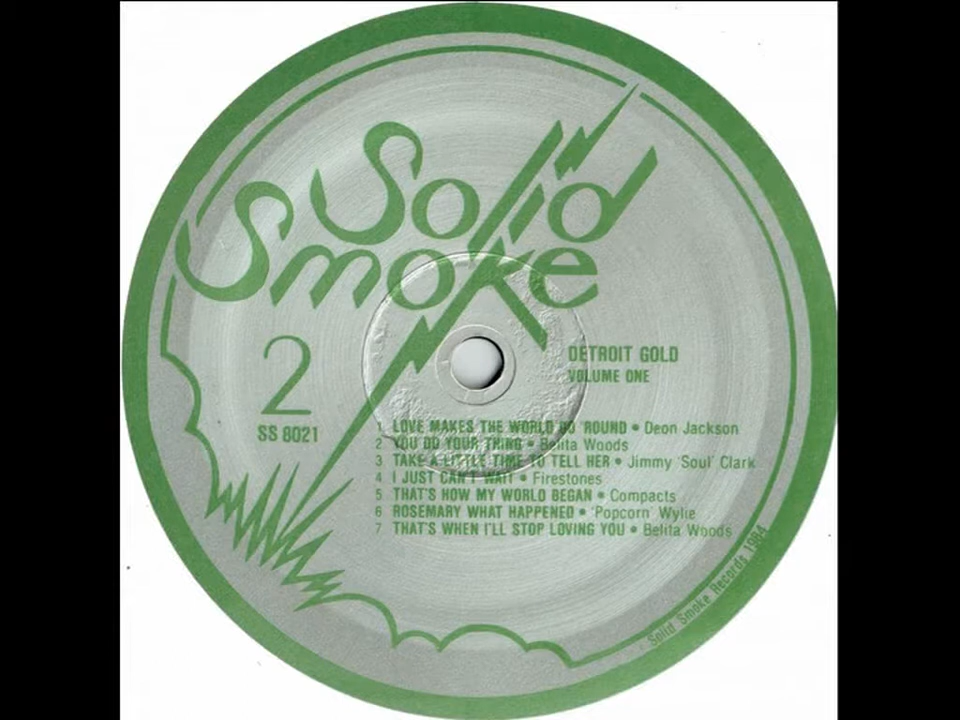 Solid
Smoke
2
SS 8021
DETROIT GOLD
VOLUME ONE
1. LOVE MAKES THE WORLD GO 'ROUND • Deon Jackson
2. YOU DO YOUR THING • Belita Woods
3 TAKE A LITTLE TIME TO TELL HER • Jimmy 'Soul' Clark
4 I JUST CAN'T WAIT • Firestones
5 THAT'S HOW MY WORLD BEGAN • Compacts
6 ROSEMARY WHAT HAPPENED • 'Popcorn' Wylie
7 THAT'S WHEN I'LL STOP LOVING YOU • Belita Woods
Solid Smoke Records 1984